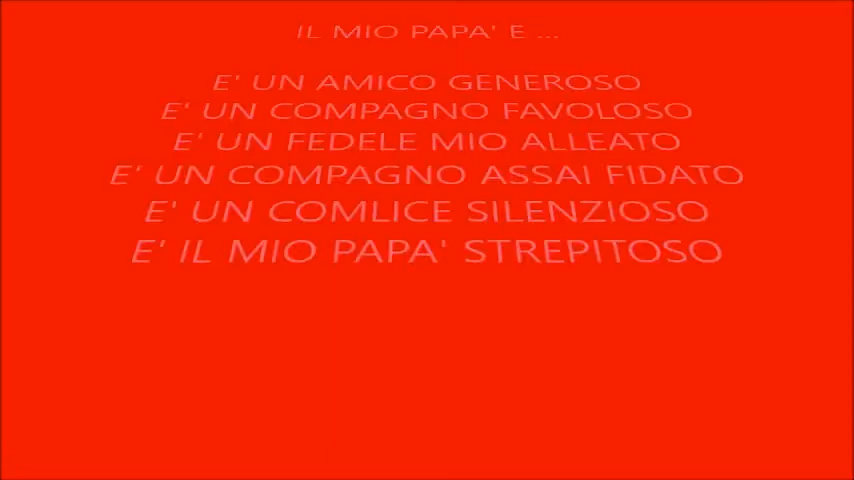 IL MIO PAPA' E ...
E' UN AMICO GENEROSO
E' UN COMPAGNO FAVOLOSO
E' UN FEDELE MIO ALLEATO
E' UN COMPAGNO ASSAI FIDATO
E' UN COMLICE SILENZIOSO
E' IL MIO PAPA' STREPITOSO